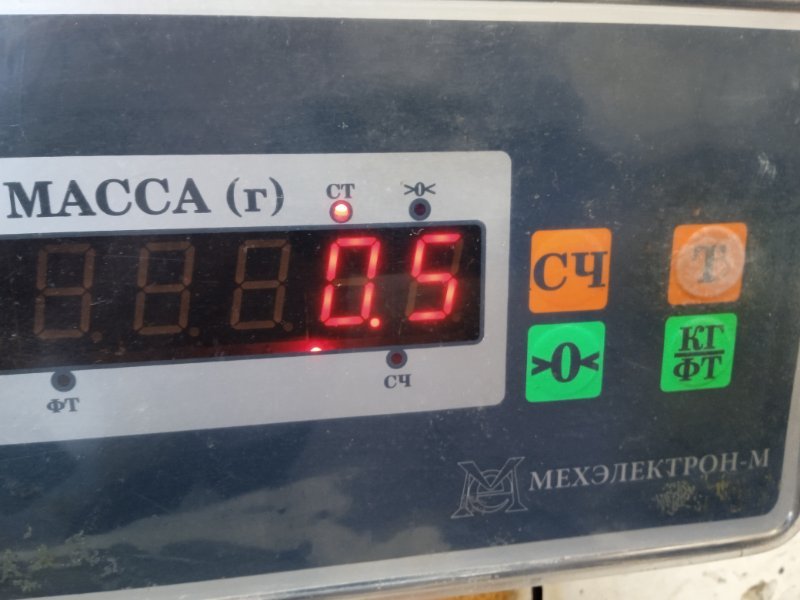 МАССА (г)
СТ
>0<
0.5
ФТ
СЧ
СЧ
Т
>0<
КГ
ФТ
МЕХЭЛЕКТРОН-М